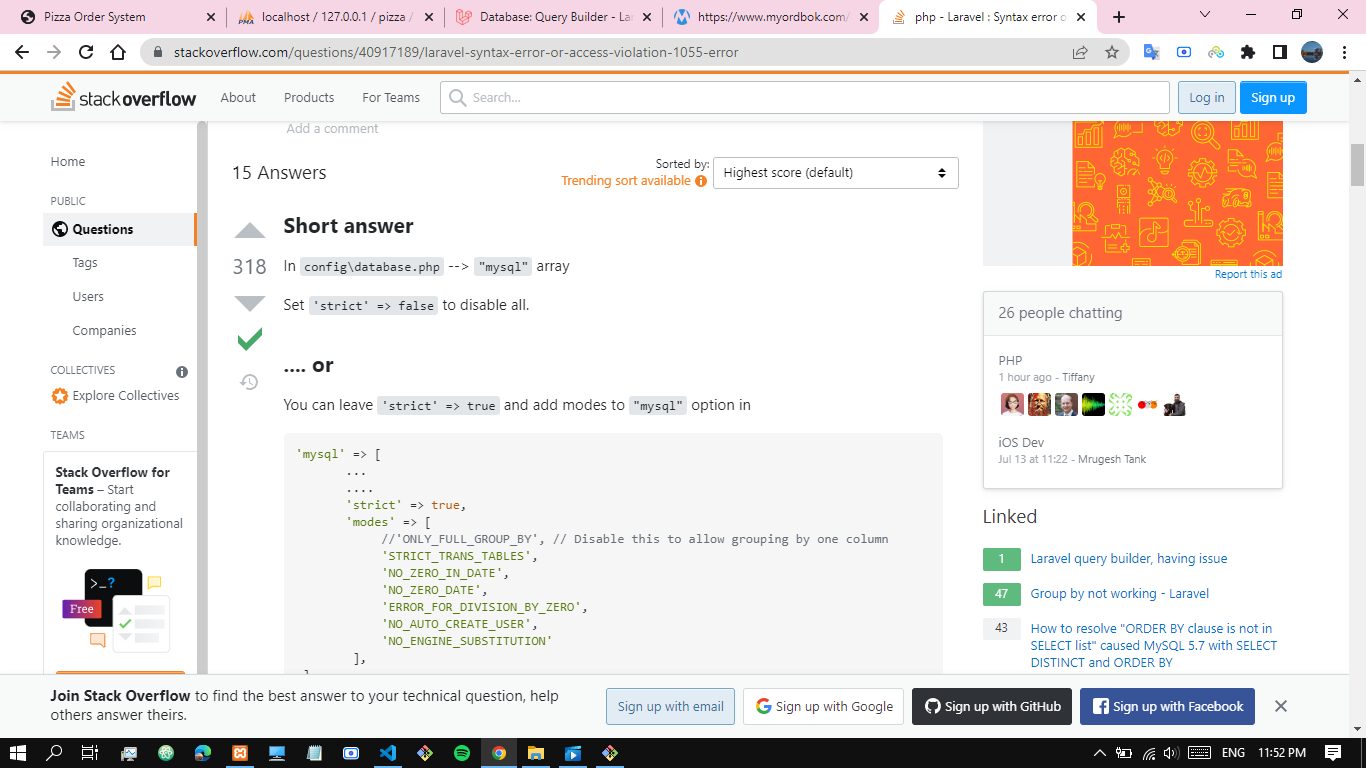 Pizza Order System
localhost / 127.0.0.1 / pizza /
Database: Query Builder - La
https://www.myordbok.com/
php - Laravel : Syntax error o
stackoverflow.com/questions/40917189/laravel-syntax-error-or-access-violation-1055-error
stackoverflow
About
Products
For Teams
Search...
Log in
Sign up
Add a comment
Home
PUBLIC
Questions
Tags
Users
Companies
COLLECTIVES
Explore Collectives
TEAMS
Stack Overflow for
Teams – Start
collaborating and
sharing organizational
knowledge.
>_?
Free
15 Answers
Sorted by:
Trending sort available
Highest score (default)
318
Short answer
In config\database.php --> "mysql" array
Set 'strict' => false to disable all.
.... or
You can leave 'strict' => true and add modes to "mysql" option in
'mysql' => [
...
....
'strict' => true,
'modes' => [
//'ONLY_FULL_GROUP_BY', // Disable this to allow grouping by one column
'STRICT_TRANS_TABLES',
'NO_ZERO_IN_DATE',
'NO_ZERO_DATE',
'ERROR_FOR_DIVISION_BY_ZERO',
'NO_AUTO_CREATE_USER',
'NO_ENGINE_SUBSTITUTION'
],
Report this ad
26 people chatting
PHP
1 hour ago - Tiffany
iOS Dev
Jul 13 at 11:22 - Mrugesh Tank
Linked
1 Laravel query builder, having issue
47 Group by not working - Laravel
43 How to resolve "ORDER BY clause is not in
SELECT list" caused MySQL 5.7 with SELECT
DISTINCT and ORDER BY
Join Stack Overflow to find the best answer to your technical question, help
others answer theirs.
Sign up with email
Sign up with Google
Sign up with GitHub
Sign up with Facebook
ENG
11:52 PM